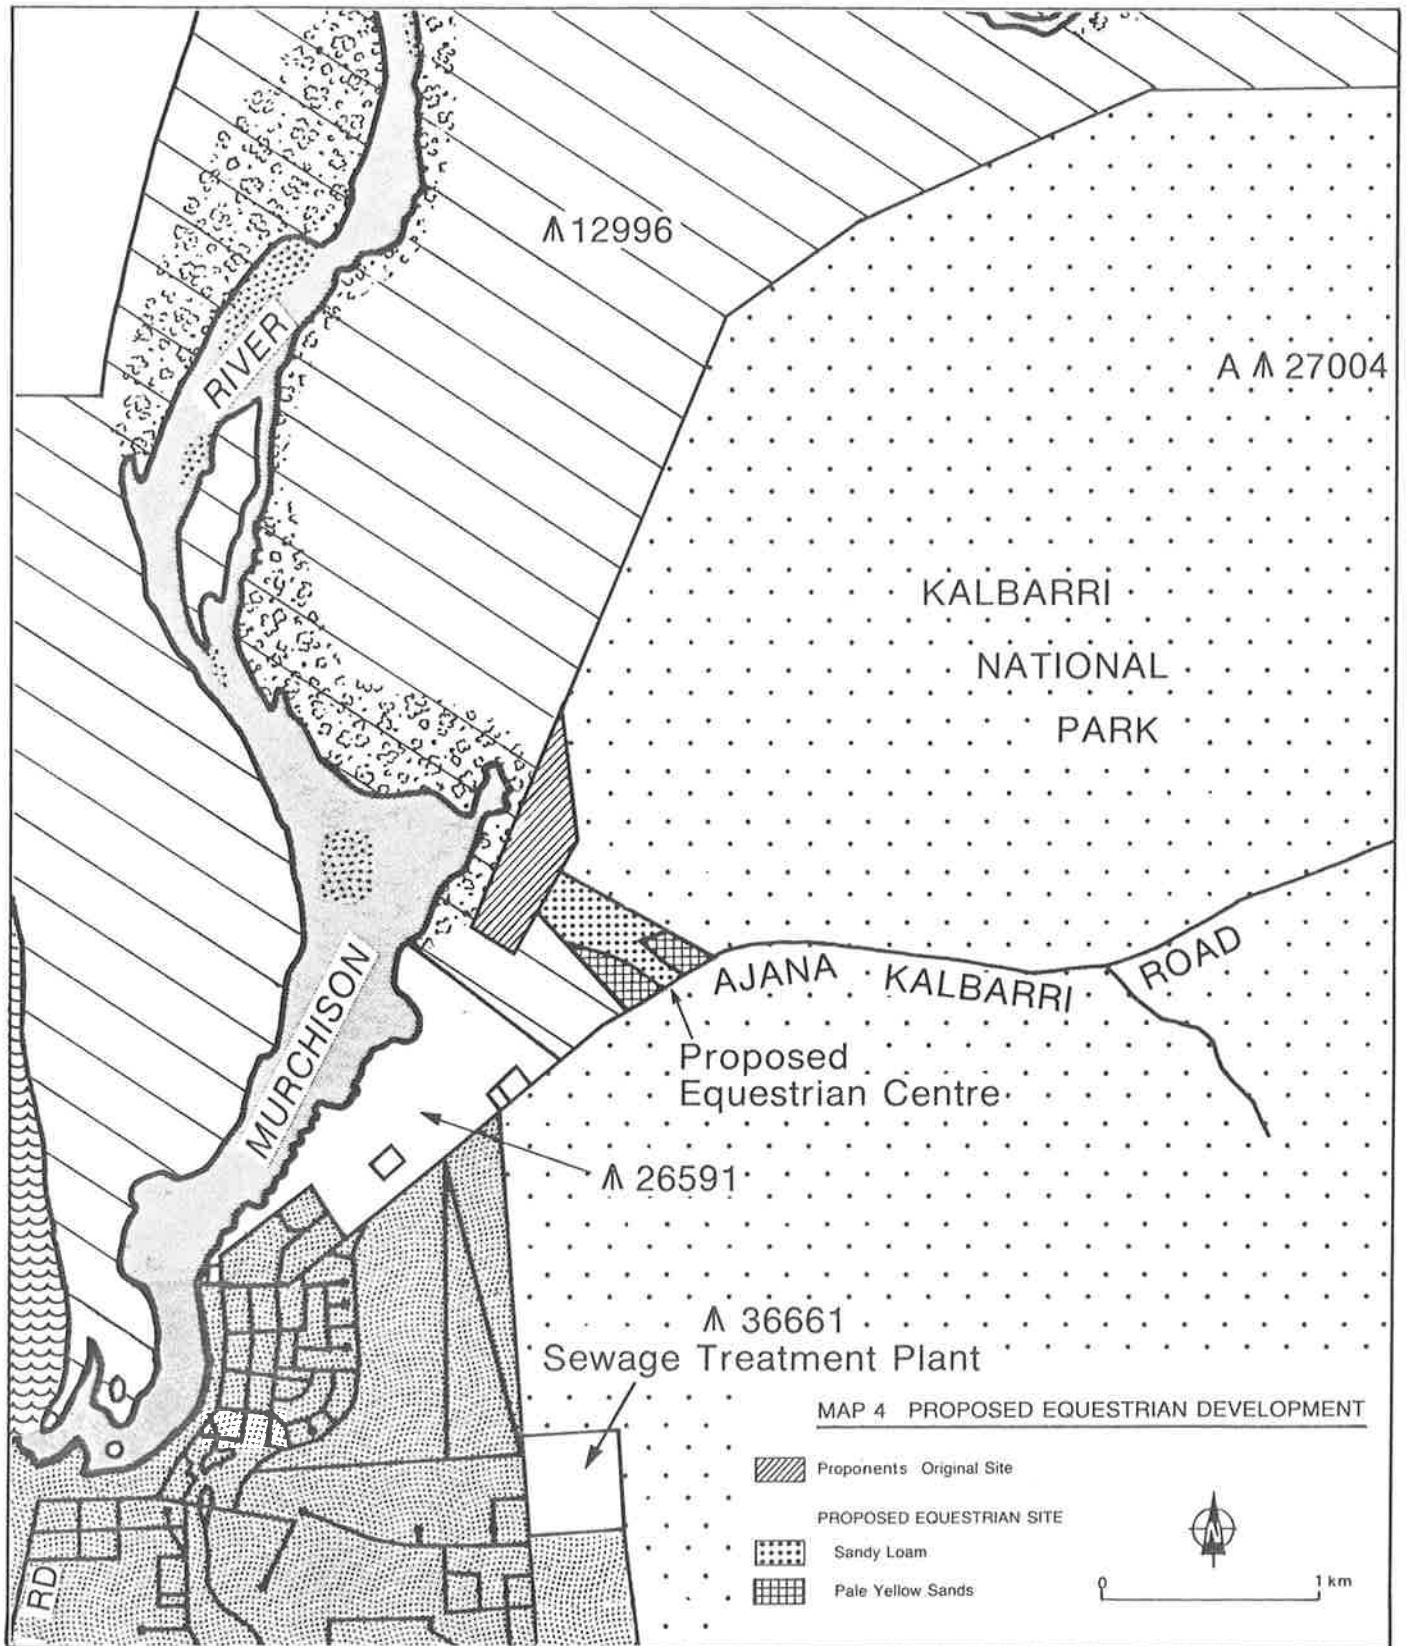 ⩚ 12996
RIVER
A ⩚ 27004
KALBARRI
NATIONAL
PARK
MURCHISON
AJANA KALBARRI ROAD
Proposed
Equestrian Centre
⩚ 26591
⩚ 36661
Sewage Treatment Plant
MAP 4 PROPOSED EQUESTRIAN DEVELOPMENT
Proponents Original Site
PROPOSED EQUESTRIAN SITE
Sandy Loam
Pale Yellow Sands
N
0 1 km
RD